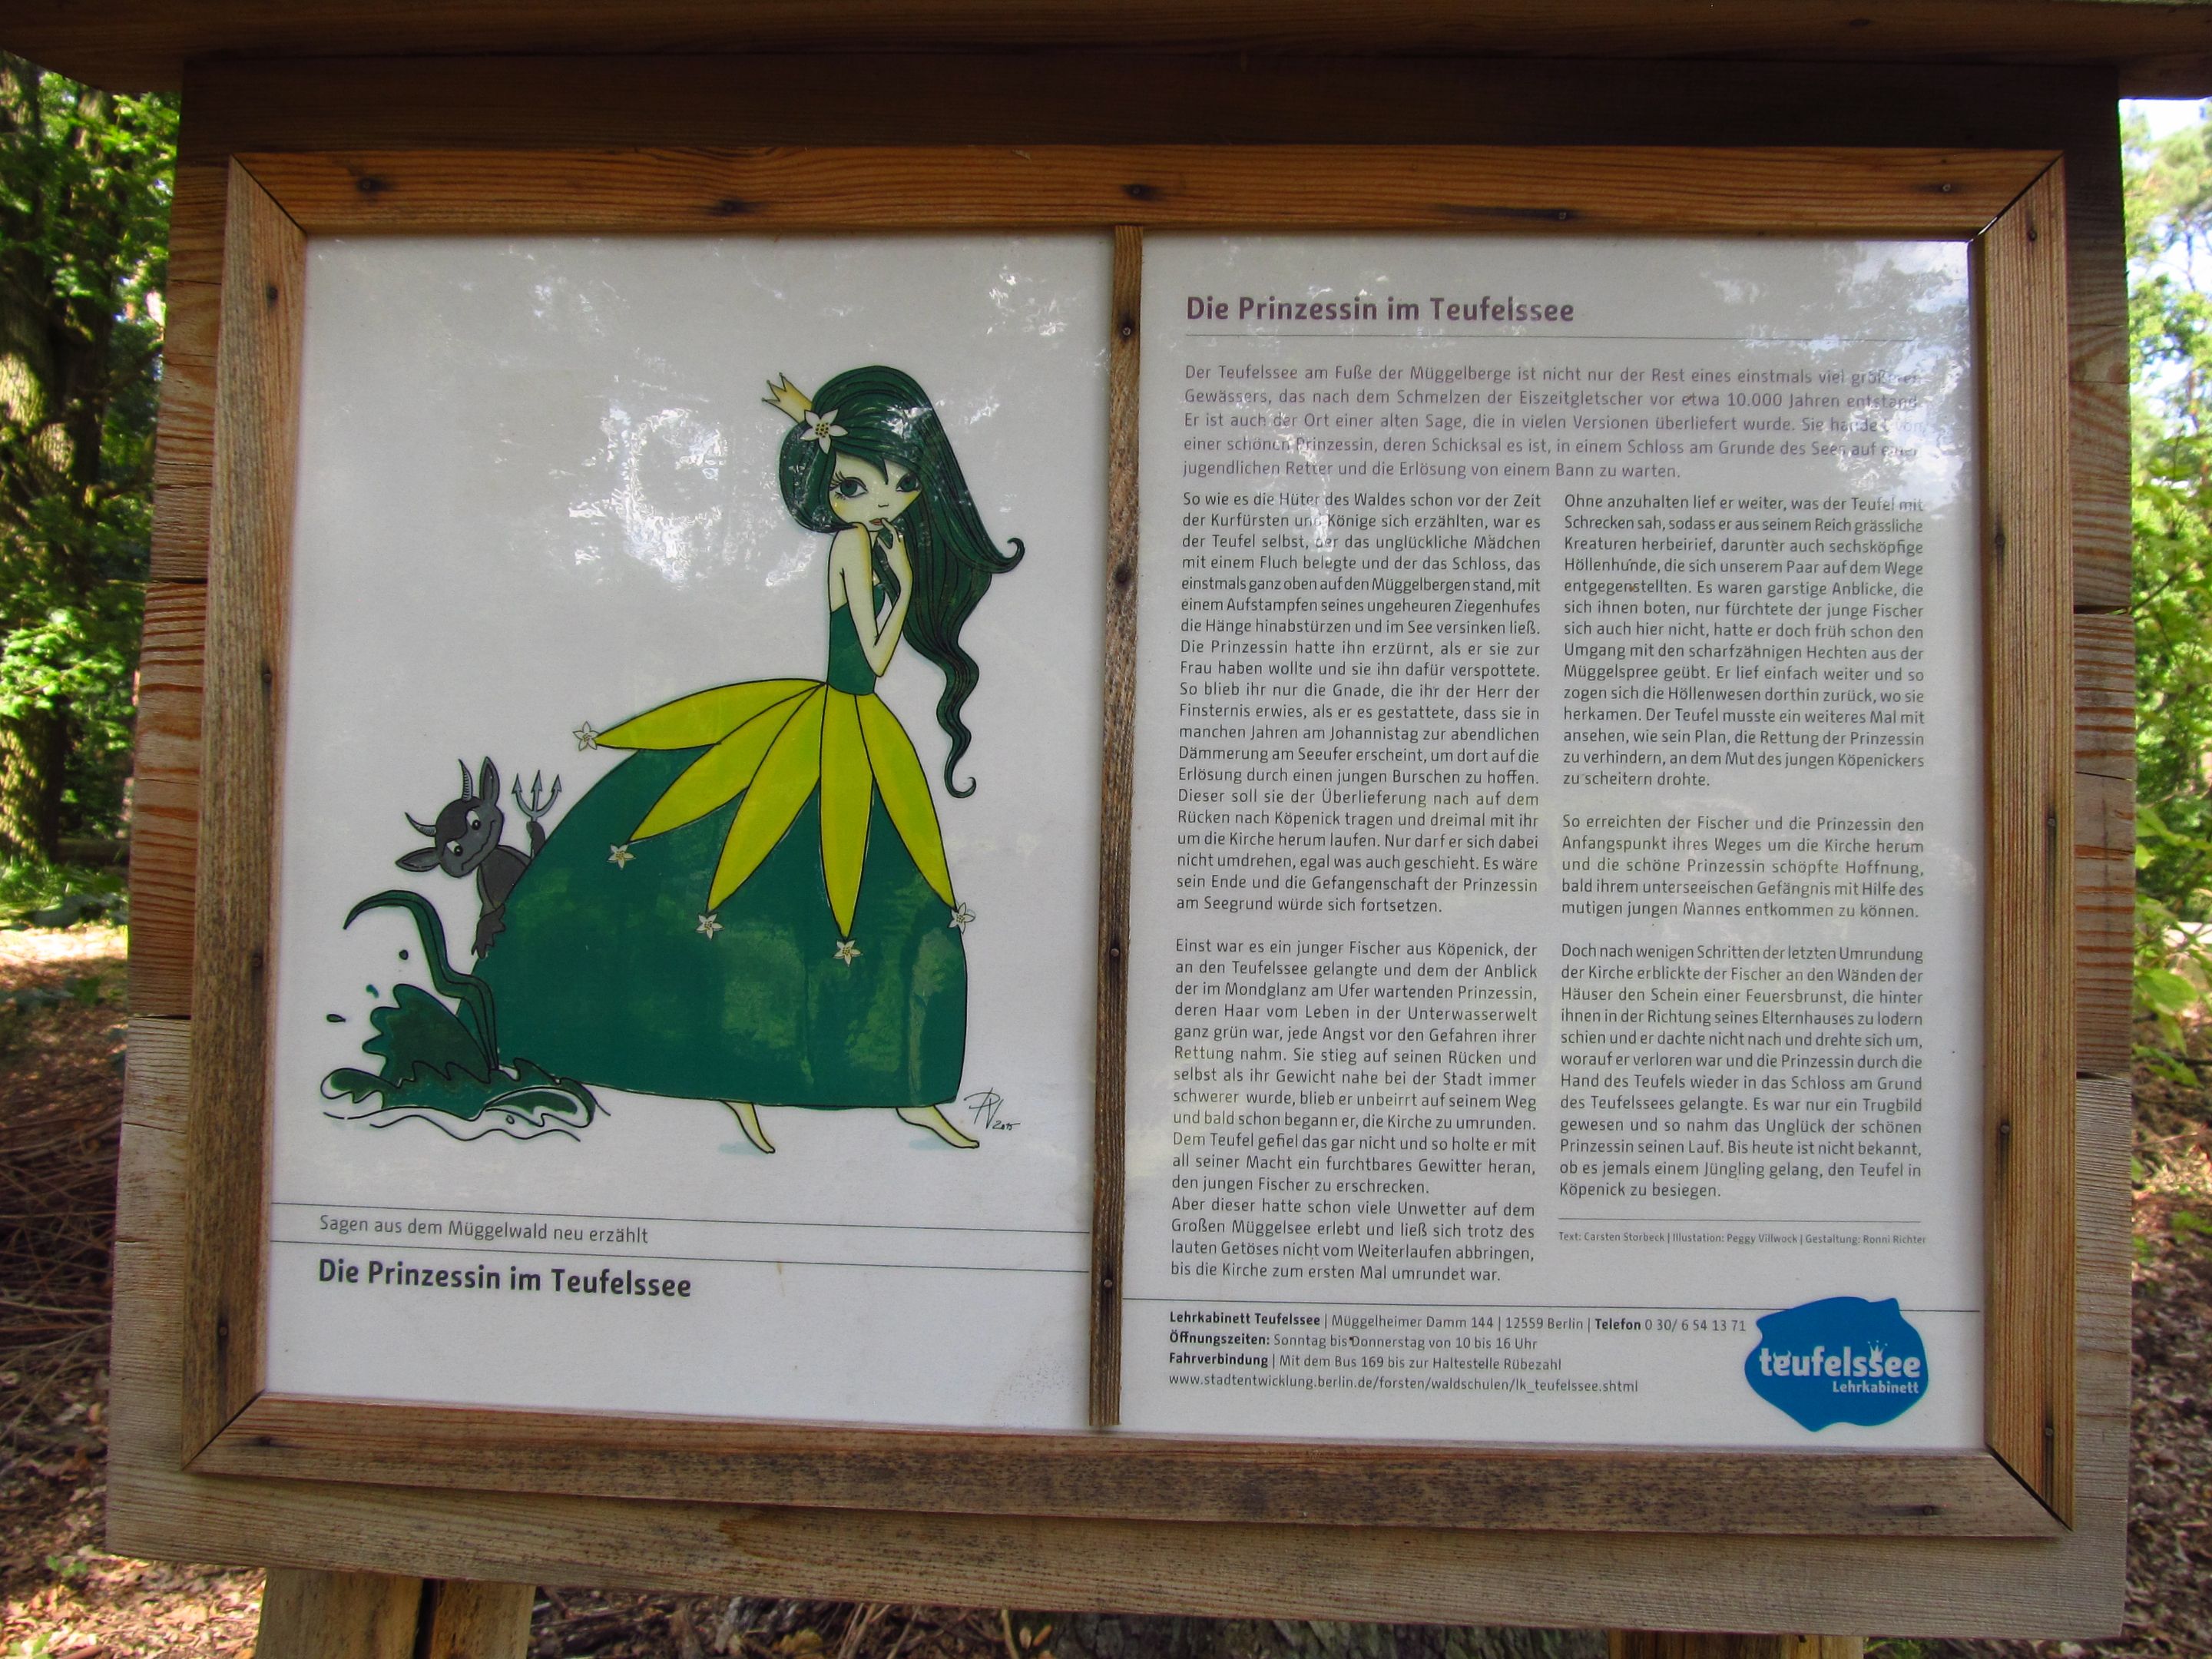 Sagen aus dem Müggelwald neu erzählt
Die Prinzessin im Teufelssee
Die Prinzessin im Teufelssee
Der Teufelssee am Fuße der Müggelberge ist nicht nur der Rest eines einstmals viel größeren
Gewässers, das nach dem Schmelzen der Eiszeitgletscher vor etwa 10.000 Jahren entstand.
Er ist auch der Ort einer alten Sage, die in vielen Versionen überliefert wurde. Sie handelt von
einer schönen Prinzessin, deren Schicksal es ist, in einem Schloss am Grunde des Sees auf einen
jugendlichen Retter und die Erlösung von einem Bann zu warten.
So wie es die Hüter des Waldes schon vor der Zeit
der Kurfürsten und Könige sich erzählten, war es
der Teufel selbst, der das unglückliche Mädchen
mit einem Fluch belegte und der das Schloss, das
einstmals ganz oben auf den Müggelbergen stand, mit
einem Aufstampfen seines ungeheuren Ziegenhufes
die Hänge hinabstürzen und im See versinken ließ.
Die Prinzessin hatte ihn erzürnt, als er sie zur
Frau haben wollte und sie ihn dafür verspottete.
So blieb ihr nur die Gnade, die ihr der Herr der
Finsternis erwies, als er es gestattete, dass sie in
manchen Jahren am Johannistag zur abendlichen
Dämmerung am Seeufer erscheint, um dort auf die
Erlösung durch einen jungen Burschen zu hoffen.
Dieser soll sie der Überlieferung nach auf dem
Rücken nach Köpenick tragen und dreimal mit ihr
um die Kirche herum laufen. Nur darf er sich dabei
nicht umdrehen, egal was auch geschieht. Es wäre
sein Ende und die Gefangenschaft der Prinzessin
am Seegrund würde sich fortsetzen.
Einst war es ein junger Fischer aus Köpenick, der
an den Teufelssee gelangte und dem der Anblick
der im Mondglanz am Ufer wartenden Prinzessin,
deren Haar vom Leben in der Unterwasserwelt
ganz grün war, jede Angst vor den Gefahren ihrer
Rettung nahm. Sie stieg auf seinen Rücken und
selbst als ihr Gewicht nahe bei der Stadt immer
schwerer wurde, blieb er unbeirrt auf seinem Weg
und bald schon begann er, die Kirche zu umrunden.
Dem Teufel gefiel das gar nicht und so holte er mit
all seiner Macht ein furchtbares Gewitter heran,
den jungen Fischer zu erschrecken.
Aber dieser hatte schon viele Unwetter auf dem
Großen Müggelsee erlebt und ließ sich trotz des
lauten Getöses nicht vom Weiterlaufen abbringen,
bis die Kirche zum ersten Mal umrundet war.
Ohne anzuhalten lief er weiter, was der Teufel mit
Schrecken sah, sodass er aus seinem Reich grässliche
Kreaturen herbeirief, darunter auch sechsköpfige
Höllenhunde, die sich unserem Paar auf dem Wege
entgegenstellten. Es waren garstige Anblicke, die
sich ihnen boten, nur fürchtete der junge Fischer
sich auch hier nicht, hatte er doch früh schon den
Umgang mit den scharfzähnigen Hechten aus der
Müggelspree geübt. Er lief einfach weiter und so
zogen sich die Höllenwesen dorthin zurück, wo sie
herkamen. Der Teufel musste ein weiteres Mal mit
ansehen, wie sein Plan, die Rettung der Prinzessin
zu verhindern, an dem Mut des jungen Köpenickers
zu scheitern drohte.
So erreichten der Fischer und die Prinzessin den
Anfangspunkt ihres Weges um die Kirche herum
und die schöne Prinzessin schöpfte Hoffnung,
bald ihrem unterseeischen Gefängnis mit Hilfe des
mutigen jungen Mannes entkommen zu können.
Doch nach wenigen Schritten der letzten Umrundung
der Kirche erblickte der Fischer an den Wänden der
Häuser den Schein einer Feuersbrunst, die hinter
ihnen in der Richtung seines Elternhauses zu lodern
schien und er dachte nicht nach und drehte sich um,
worauf er verloren war und die Prinzessin durch die
Hand des Teufels wieder in das Schloss am Grund
des Teufelssees gelangte. Es war nur ein Trugbild
gewesen und so nahm das Unglück der schönen
Prinzessin seinen Lauf. Bis heute ist nicht bekannt,
ob es jemals einem Jüngling gelang, den Teufel in
Köpenick zu besiegen.
Text: Carsten Storbeck | Illustation: Peggy Villwock | Gestaltung: Ronni Richter
Lehrkabinett Teufelssee | Müggelheimer Damm 144 | 12559 Berlin | Telefon 0 30/ 6 54 13 71
Öffnungszeiten: Sonntag bis Donnerstag von 10 bis 16 Uhr
Fahrverbindung | Mit dem Bus 169 bis zur Haltestelle Rübezahl
www.stadtentwicklung.berlin.de/forsten/waldschulen/lk_teufelssee.shtml
teufelssee
Lehrkabinett